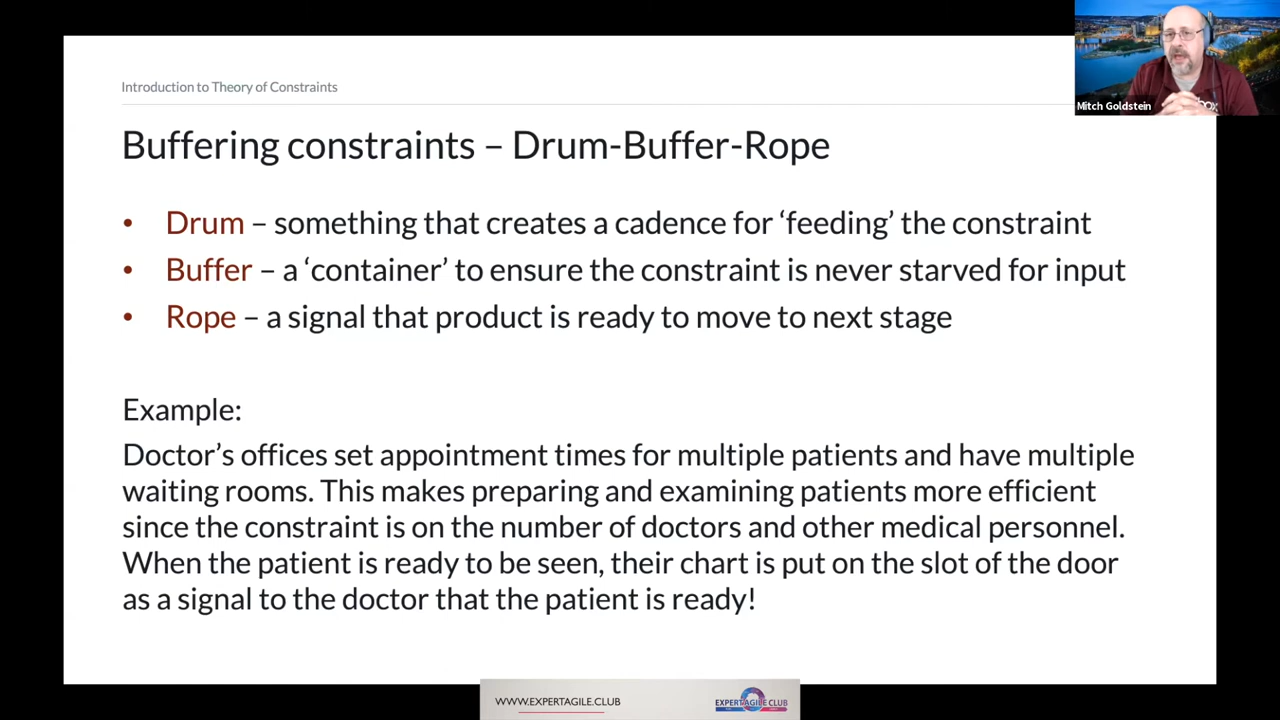 Introduction to Theory of Constraints
Mitch Goldstein
Buffering constraints – Drum-Buffer-Rope
• Drum – something that creates a cadence for ‘feeding’ the constraint
• Buffer – a ‘container’ to ensure the constraint is never starved for input
• Rope – a signal that product is ready to move to next stage
Example:
Doctor’s offices set appointment times for multiple patients and have multiple
waiting rooms. This makes preparing and examining patients more efficient
since the constraint is on the number of doctors and other medical personnel.
When the patient is ready to be seen, their chart is put on the slot of the door
as a signal to the doctor that the patient is ready!
WWW.EXPERTAGILE.CLUB
EXPERT AGILE CLUB